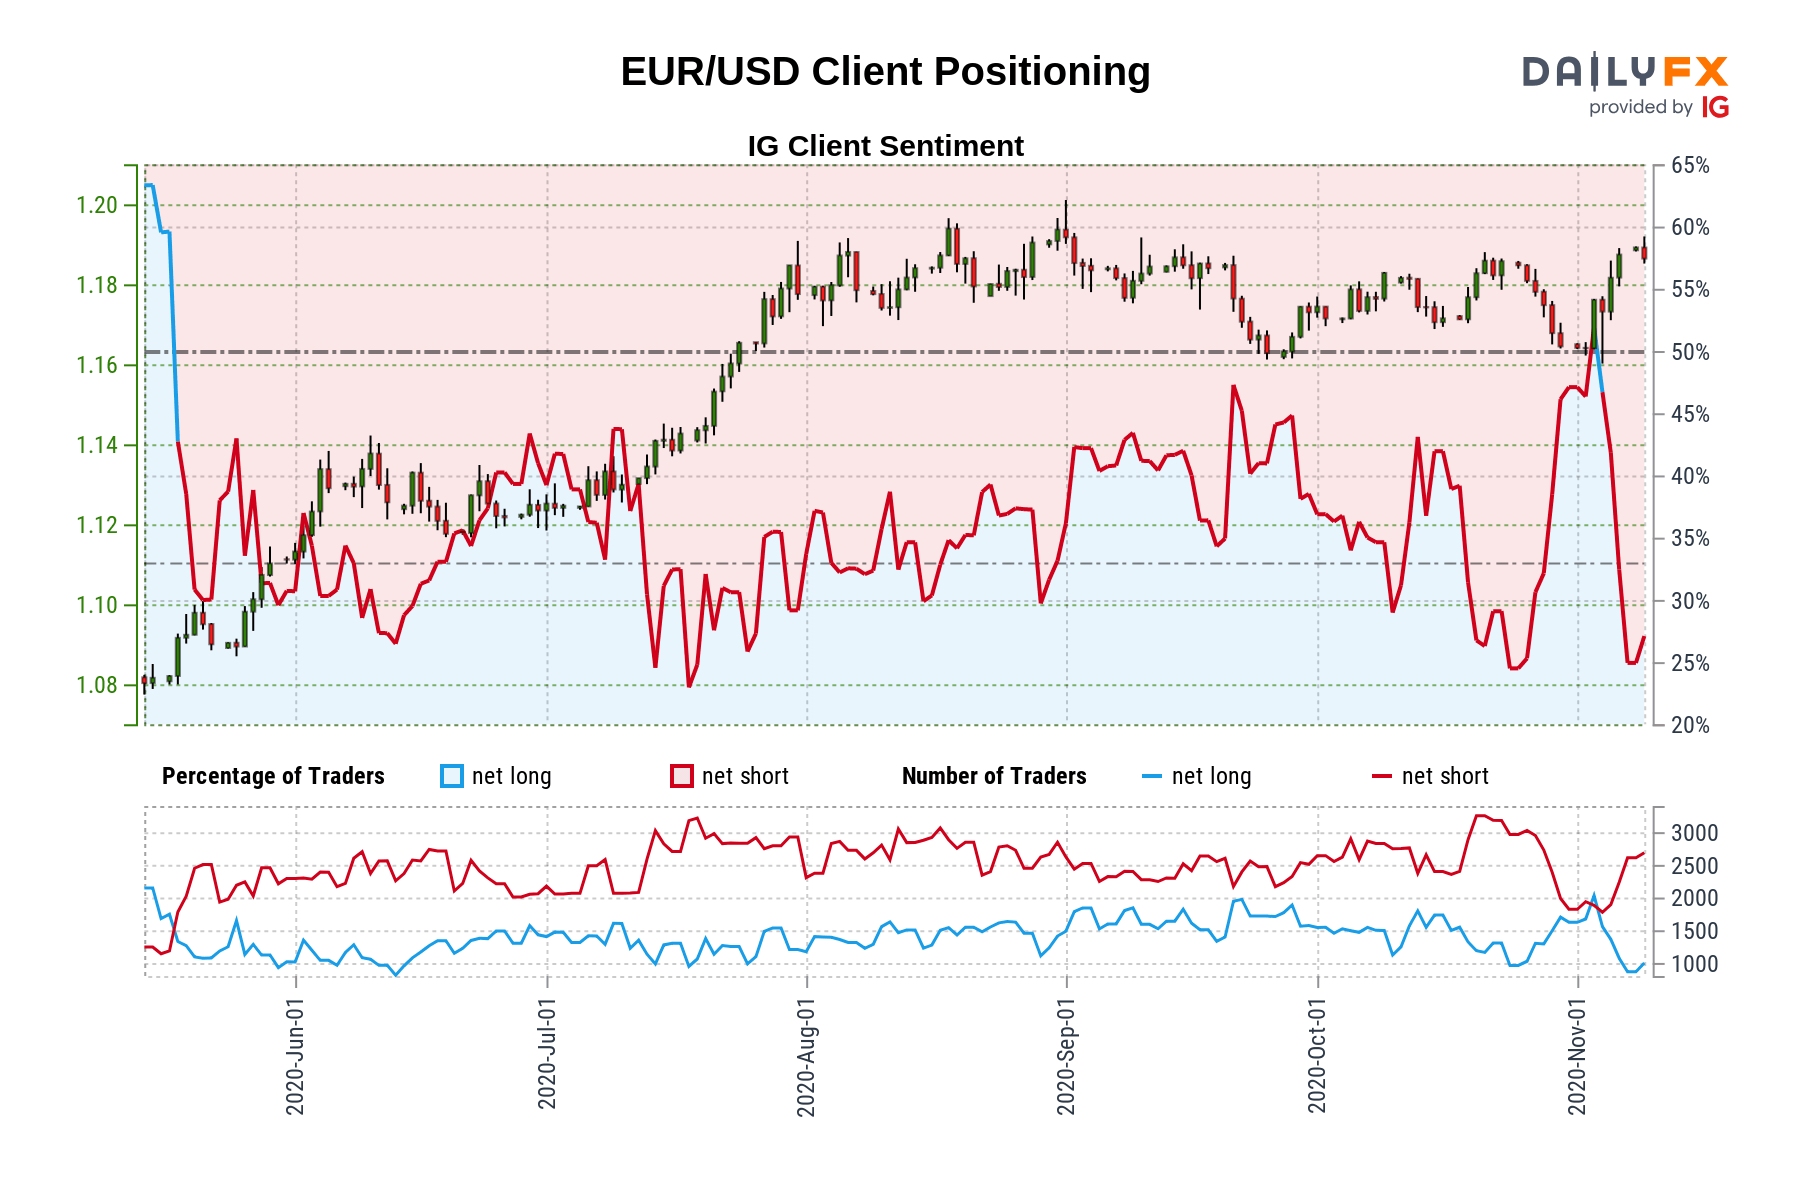 EUR/USD Client Positioning
DAILYFX
provided by IG
IG Client Sentiment
1.20
1.18
1.16
1.14
1.12
1.10
1.08
65%
60%
55%
50%
45%
40%
35%
30%
25%
20%
Percentage of Traders net long net short Number of Traders net long net short
3000
2500
2000
1500
1000
2020-Jun-01
2020-Jul-01
2020-Aug-01
2020-Sep-01
2020-Oct-01
2020-Nov-01